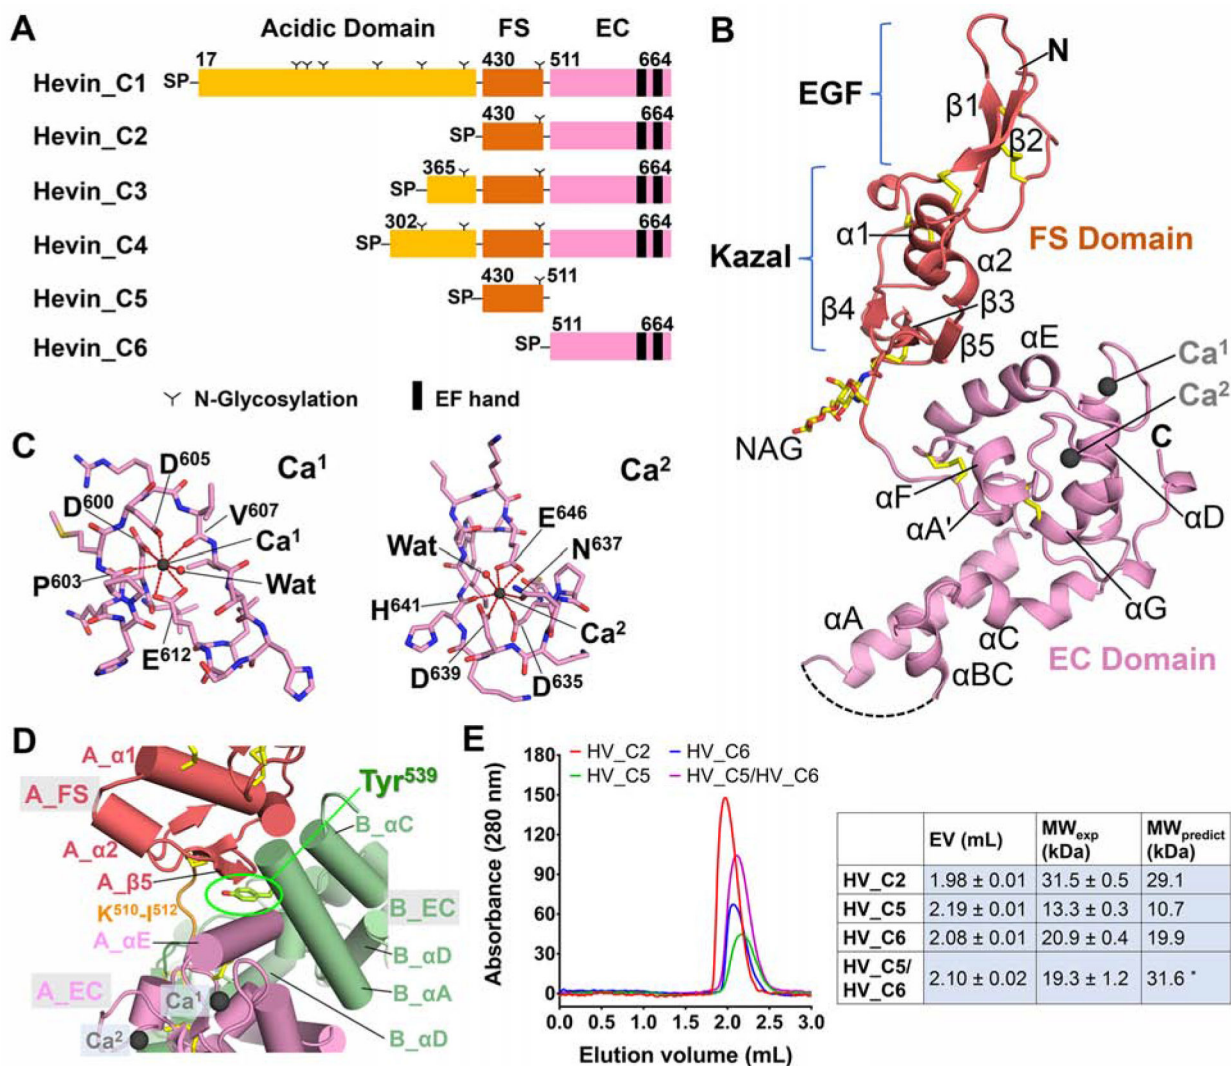 A
Acidic Domain FS EC
17 430 511 664
Hevin_C1 SP
430 664
Hevin_C2 SP
365 664
Hevin_C3 SP
302 664
Hevin_C4 SP
430 511
Hevin_C5 SP
511 664
Hevin_C6 SP
N-Glycosylation EF hand
B
N
EGF
β1
β2
α1
FS Domain
Kazal
α2
β4
β3
β5
αE
Ca1
Ca2
NAG
C
αF
αA'
αD
αG
αA
αC
αBC
EC Domain
C
D605
Ca1
D600
V607
Ca1
P603
Wat
E612
Ca2
E646
Wat
N637
H641
Ca2
D639
D635
D
A_α1
Tyr539
A_FS
B_αC
A_α2
A_β5
K510-I512
B_EC
A_αE
B_αD
A_EC
Ca1
B_αA
Ca2
B_αD
E
HV_C2 HV_C6
HV_C5 HV_C5/HV_C6
Absorbance (280 nm)
180
150
120
90
60
30
0
0.0 0.5 1.0 1.5 2.0 2.5 3.0
Elution volume (mL)
EV (mL) MWexp (kDa) MWpredict (kDa)
HV_C2 1.98 ± 0.01 31.5 ± 0.5 29.1
HV_C5 2.19 ± 0.01 13.3 ± 0.3 10.7
HV_C6 2.08 ± 0.01 20.9 ± 0.4 19.9
HV_C5/ HV_C6 2.10 ± 0.02 19.3 ± 1.2 31.6 *